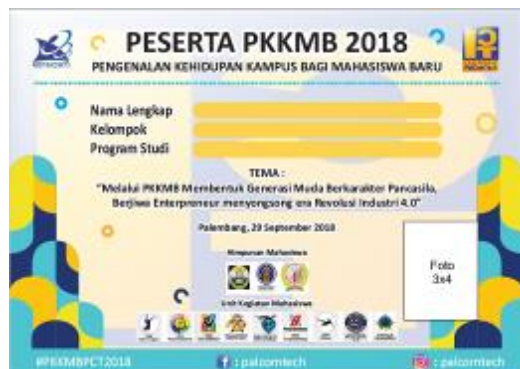 PESERTA PKKMB 2018
PENGENALAN KEHIDUPAN KAMPUS BAGI MAHASISWA BARU
Nama Lengkap
Kelompok
Program Studi
TEMA :
"Melalui PKKMB Membentuk Generasi Muda Berkarakter Pancasila,
Berjiwa Enterpreneur menyongsong era Revolusi Industri 4.0"
Palembang, 29 September 2018
Himpunan Mahasiswa
Foto
3x4
Unit Kegiatan Mahasiswa
#PKKMBPCT2018
: palcomtech
: palcomtech